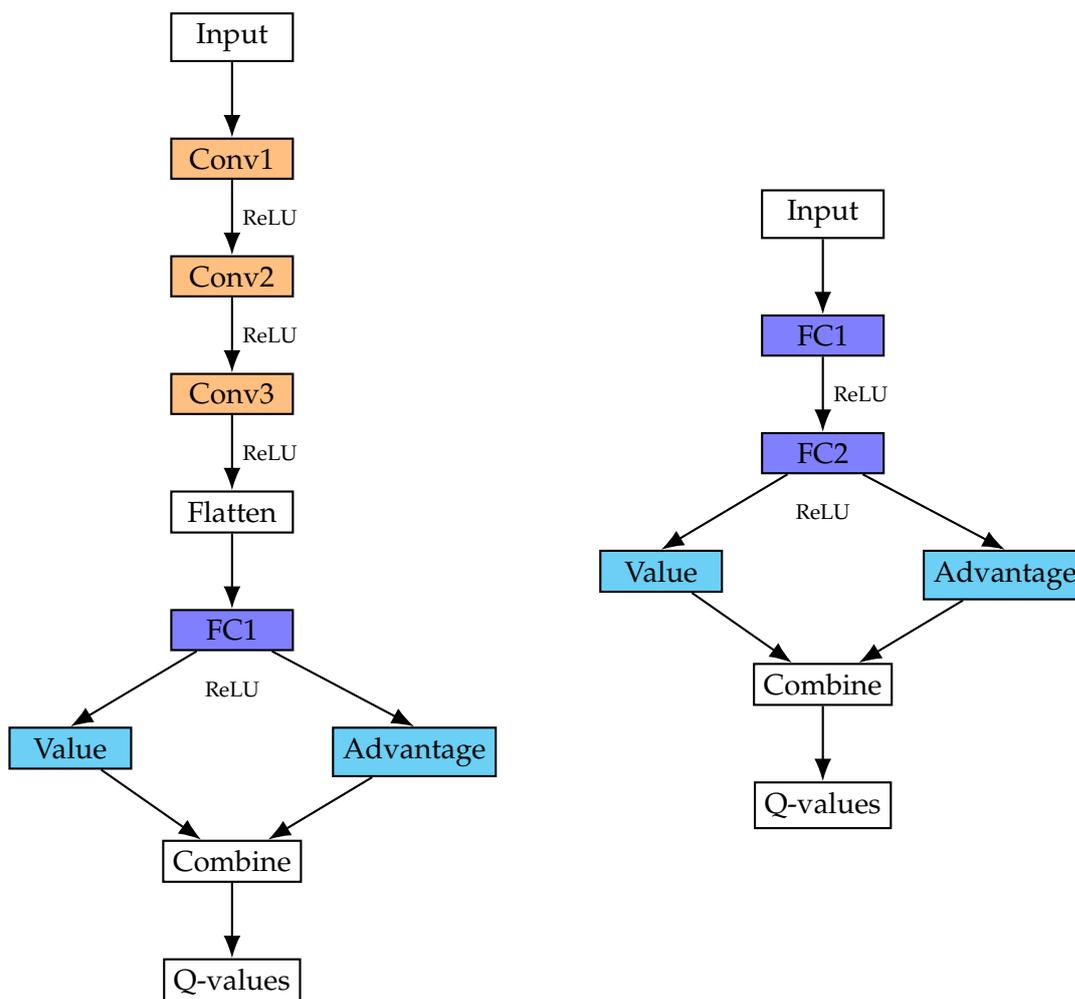 Input
Conv1
ReLU
Conv2
ReLU
Conv3
ReLU
Flatten
FC1
ReLU
Value
Advantage
Combine
Q-values
Input
FC1
ReLU
FC2
ReLU
Value
Advantage
Combine
Q-values